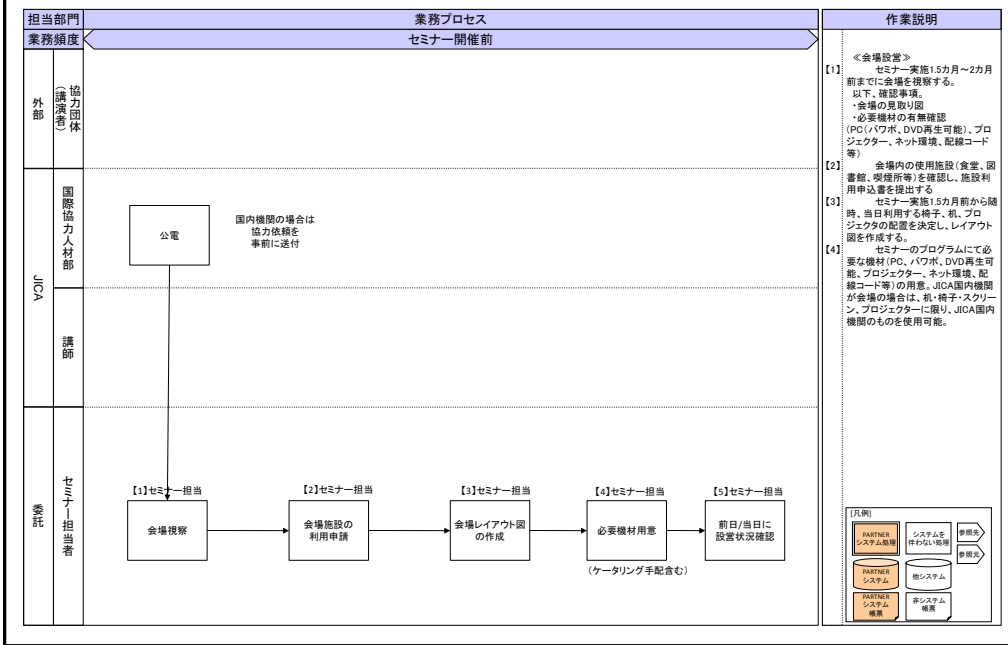 担当部門
業務プロセス
作業説明
業務頻度
セミナー開催前
外部
協力団体
（講演者）
JICA
国際協力人材部
公電
国内機関の場合は
協力依頼を
事前に送付
講師
委託
セミナー担当者
【1】セミナー担当
会場視察
【2】セミナー担当
会場施設の
利用申請
【3】セミナー担当
会場レイアウト図
の作成
【4】セミナー担当
必要機材用意
（ケータリング手配含む）
【5】セミナー担当
前日/当日に
設営状況確認
≪会場設営≫
【1】 セミナー実施1.5カ月～2カ月
前までに会場を視察する。
以下、確認事項。
・会場の見取り図
・必要機材の有無確認
(PC（パワポ、DVD再生可能）、プロ
ジェクター、ネット環境、配線コード
等)
【2】 会場内の使用施設（食堂、図
書館、喫煙所等）を確認し、施設利
用申込書を提出する
【3】 セミナー実施1.5カ月前から随
時、当日利用する椅子、机、プロ
ジェクタの配置を決定し、レイアウト
図を作成する。
【4】 セミナーのプログラムにて必
要な機材（PC、パワポ、DVD再生可
能、プロジェクター、ネット環境、配
線コード等）の用意。JICA国内機関
が会場の場合は、机・椅子・スクリー
ン、プロジェクターに限り、JICA国内
機関のものを使用可能。
[凡例]
PARTNER
システム処理
システムを
伴わない処理
参照先
参照元
PARTNER
システム
他システム
PARTNER
システム
帳票
非システム
帳票